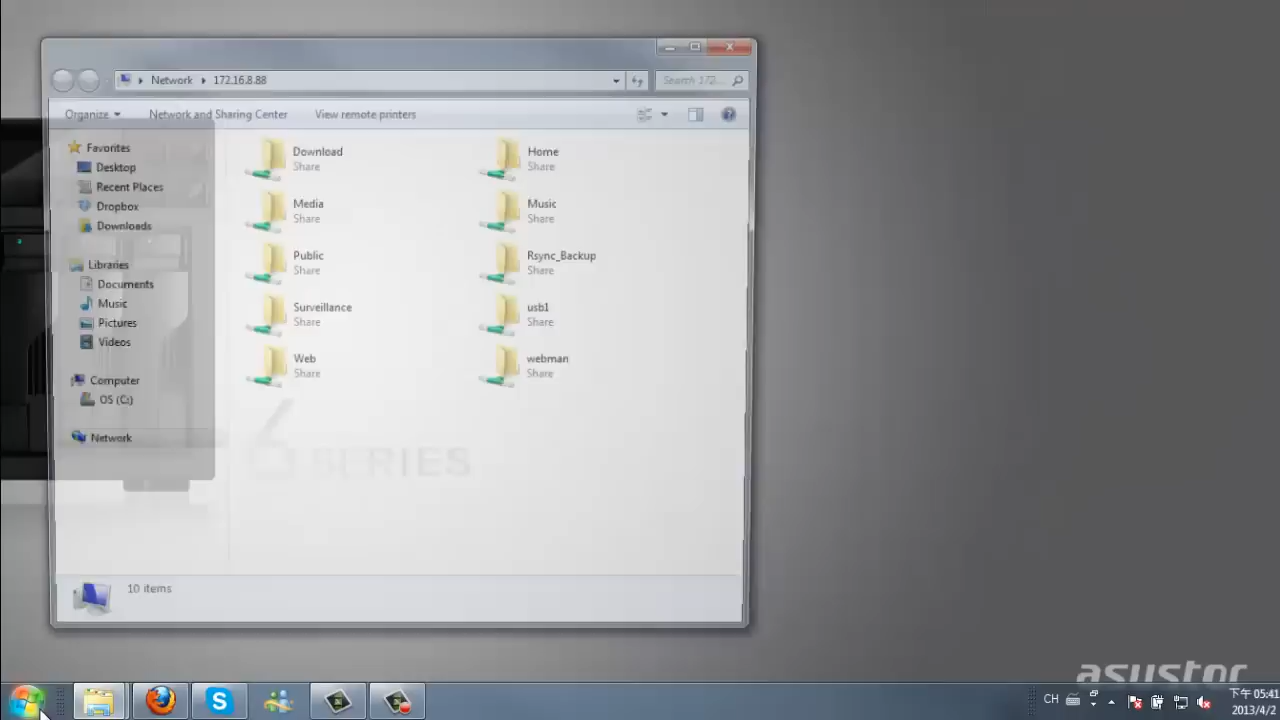 Network 172.16.8.88
Search 172...
Organize Network and Sharing Center View remote printers
Favorites
Desktop
Recent Places
Dropbox
Downloads
Libraries
Documents
Music
Pictures
Videos
Computer
OS (C:)
Network
Download
Share
Home
Share
Media
Share
Music
Share
Public
Share
Rsync_Backup
Share
Surveillance
Share
usb1
Share
Web
Share
webman
Share
6 SERIES
10 items
asustor
CH
下午 05:41
2013/4/2